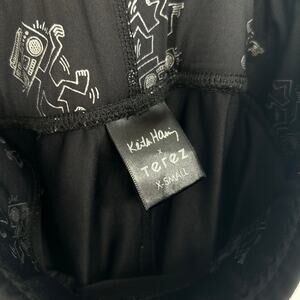 Keith Haring
x
Terez
X-SMALL